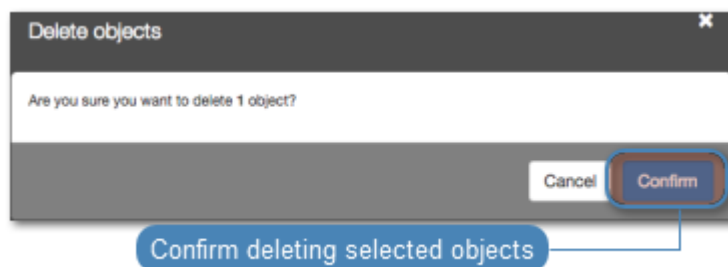 Delete objects
Are you sure you want to delete 1 object?
Cancel Confirm
Confirm deleting selected objects